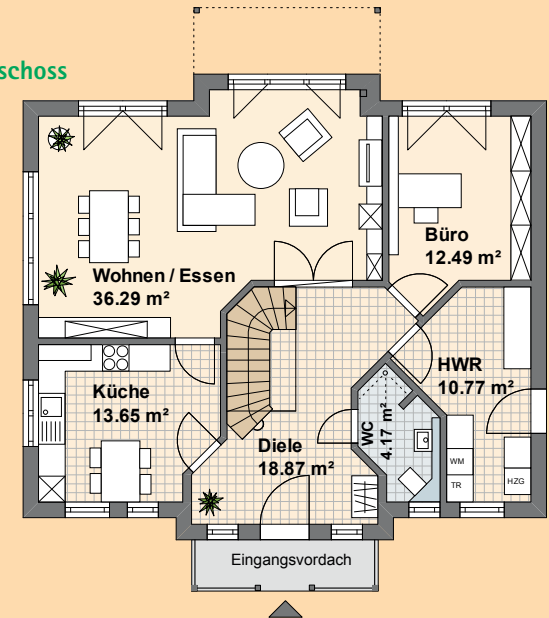 schoss
Büro
12.49 m²
Wohnen / Essen
36.29 m²
HWR
10.77 m²
Küche
13.65 m²
WC
4.17 m²
Diele
18.87 m²
WM
TR
HZG
Eingangsvordach